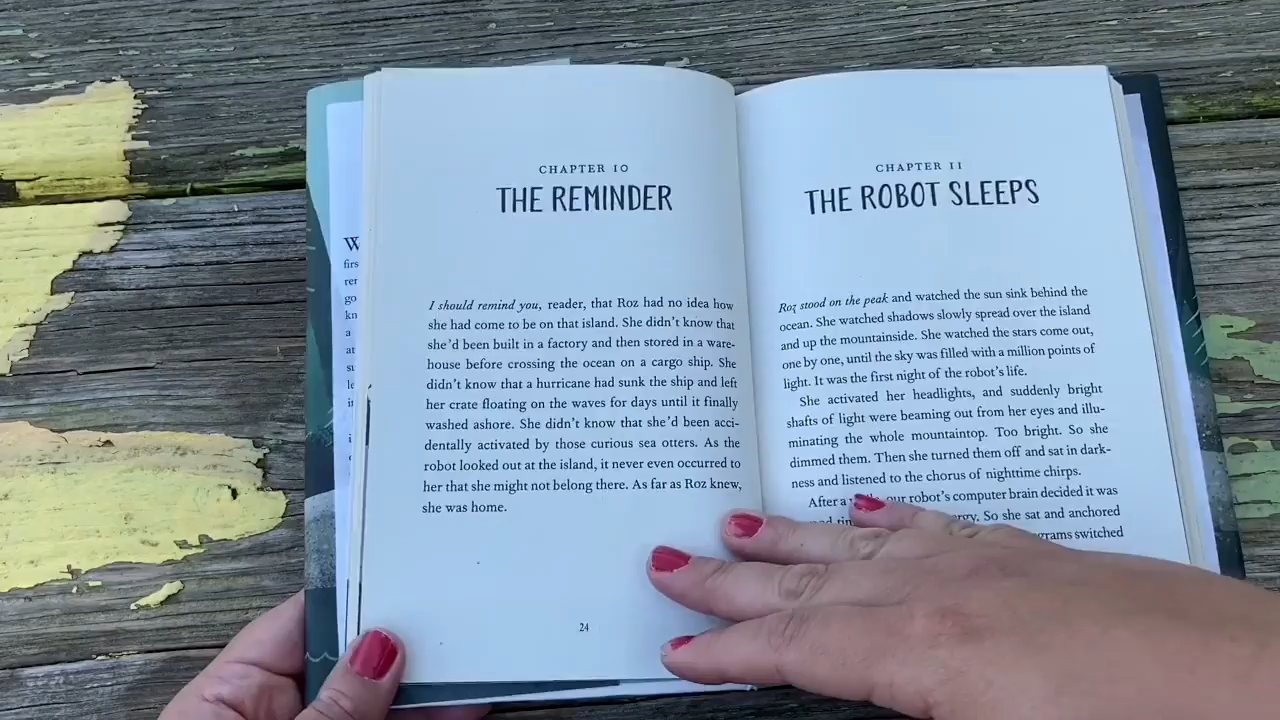 W
firs
CHAPTER 10
THE REMINDER
I should remind you, reader, that Roz had no idea how
she had come to be on that island. She didn't know that
she'd been built in a factory and then stored in a ware-
house before crossing the ocean on a cargo ship. She
didn't know that a hurricane had sunk the ship and left
her crate floating on the waves for days until it finally
washed ashore. She didn't know that she'd been acci-
dentally activated by those curious sea otters. As the
robot looked out at the island, it never even occurred to
her that she might not belong there. As far as Roz knew,
she was home.
24
CHAPTER 11
THE ROBOT SLEEPS
Roz stood on the peak and watched the sun sink behind the
ocean. She watched shadows slowly spread over the island
and up the mountainside. She watched the stars come out,
one by one, until the sky was filled with a million points of
light. It was the first night of the robot's life.
She activated her headlights, and suddenly bright
shafts of light were beaming out from her eyes and illu-
minating the whole mountaintop. Too bright. So she
dimmed them. Then she turned them off and sat in dark-
ness and listened to the chorus of nighttime chirps.
After a our robot's computer brain decided it was
So she sat and anchored
switched